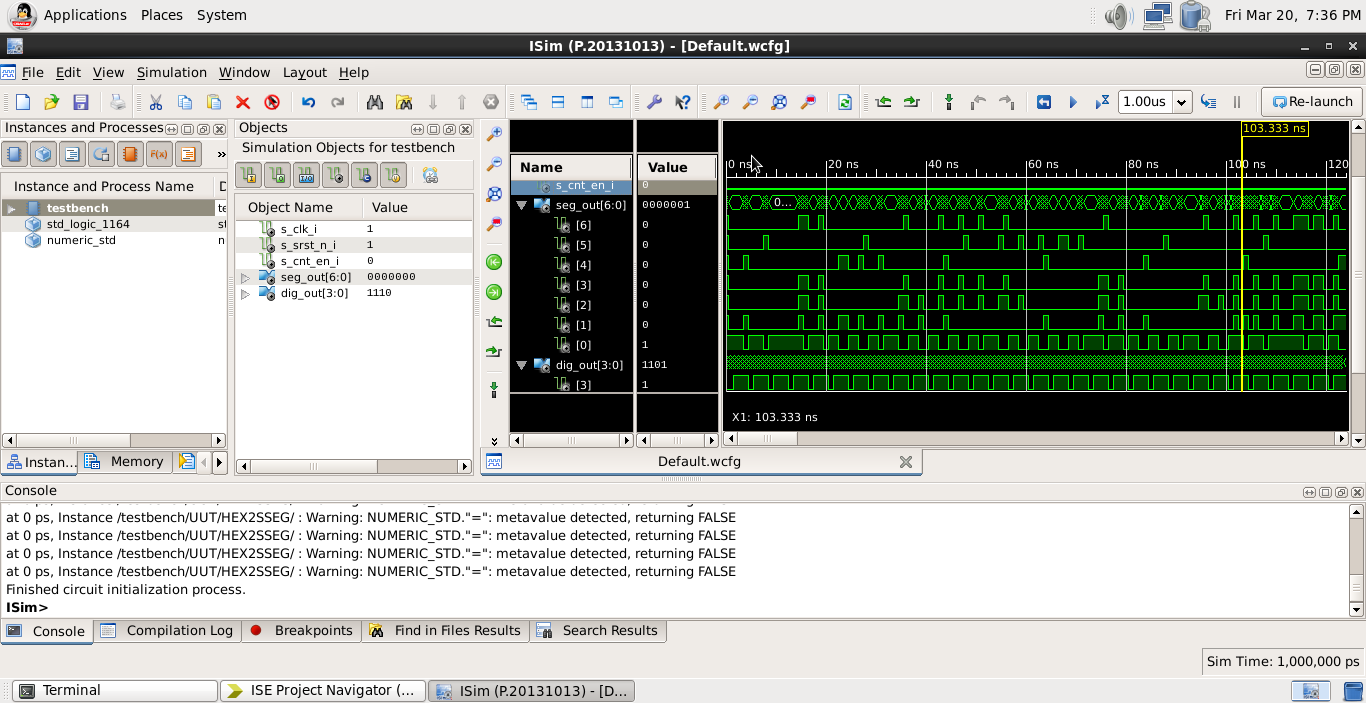 Applications Places System Fri Mar 20, 7:36 PM
ISim (P.20131013) - [Default.wcfg]
File Edit View Simulation Window Layout Help
1.00us Re-launch
Instances and Processes
F(x)
»
Instance and Process Name D
testbench te
std_logic_1164 st
numeric_std nu
Instan... Memory
Objects
Simulation Objects for testbench
Object Name Value
s_clk_i 1
s_srst_n_i 1
s_cnt_en_i 0
seg_out[6:0] 0000000
dig_out[3:0] 1110
Name Value
s_cnt_en_i 0
seg_out[6:0] 0000001
[6] 0
[5] 0
[4] 0
[3] 0
[2] 0
[1] 0
[0] 1
dig_out[3:0] 1101
[3] 1
103.333 ns
0 ns 20 ns 40 ns 60 ns 80 ns 100 ns 120
0...
X1: 103.333 ns
Default.wcfg
Console
at 0 ps, Instance /testbench/UUT/HEX2SSEG/ : Warning: NUMERIC_STD."=": metavalue detected, returning FALSE
at 0 ps, Instance /testbench/UUT/HEX2SSEG/ : Warning: NUMERIC_STD."=": metavalue detected, returning FALSE
at 0 ps, Instance /testbench/UUT/HEX2SSEG/ : Warning: NUMERIC_STD."=": metavalue detected, returning FALSE
at 0 ps, Instance /testbench/UUT/HEX2SSEG/ : Warning: NUMERIC_STD."=": metavalue detected, returning FALSE
Finished circuit initialization process.
ISim>
Console Compilation Log Breakpoints Find in Files Results Search Results
Sim Time: 1,000,000 ps
Terminal ISE Project Navigator (... ISim (P.20131013) - [D...